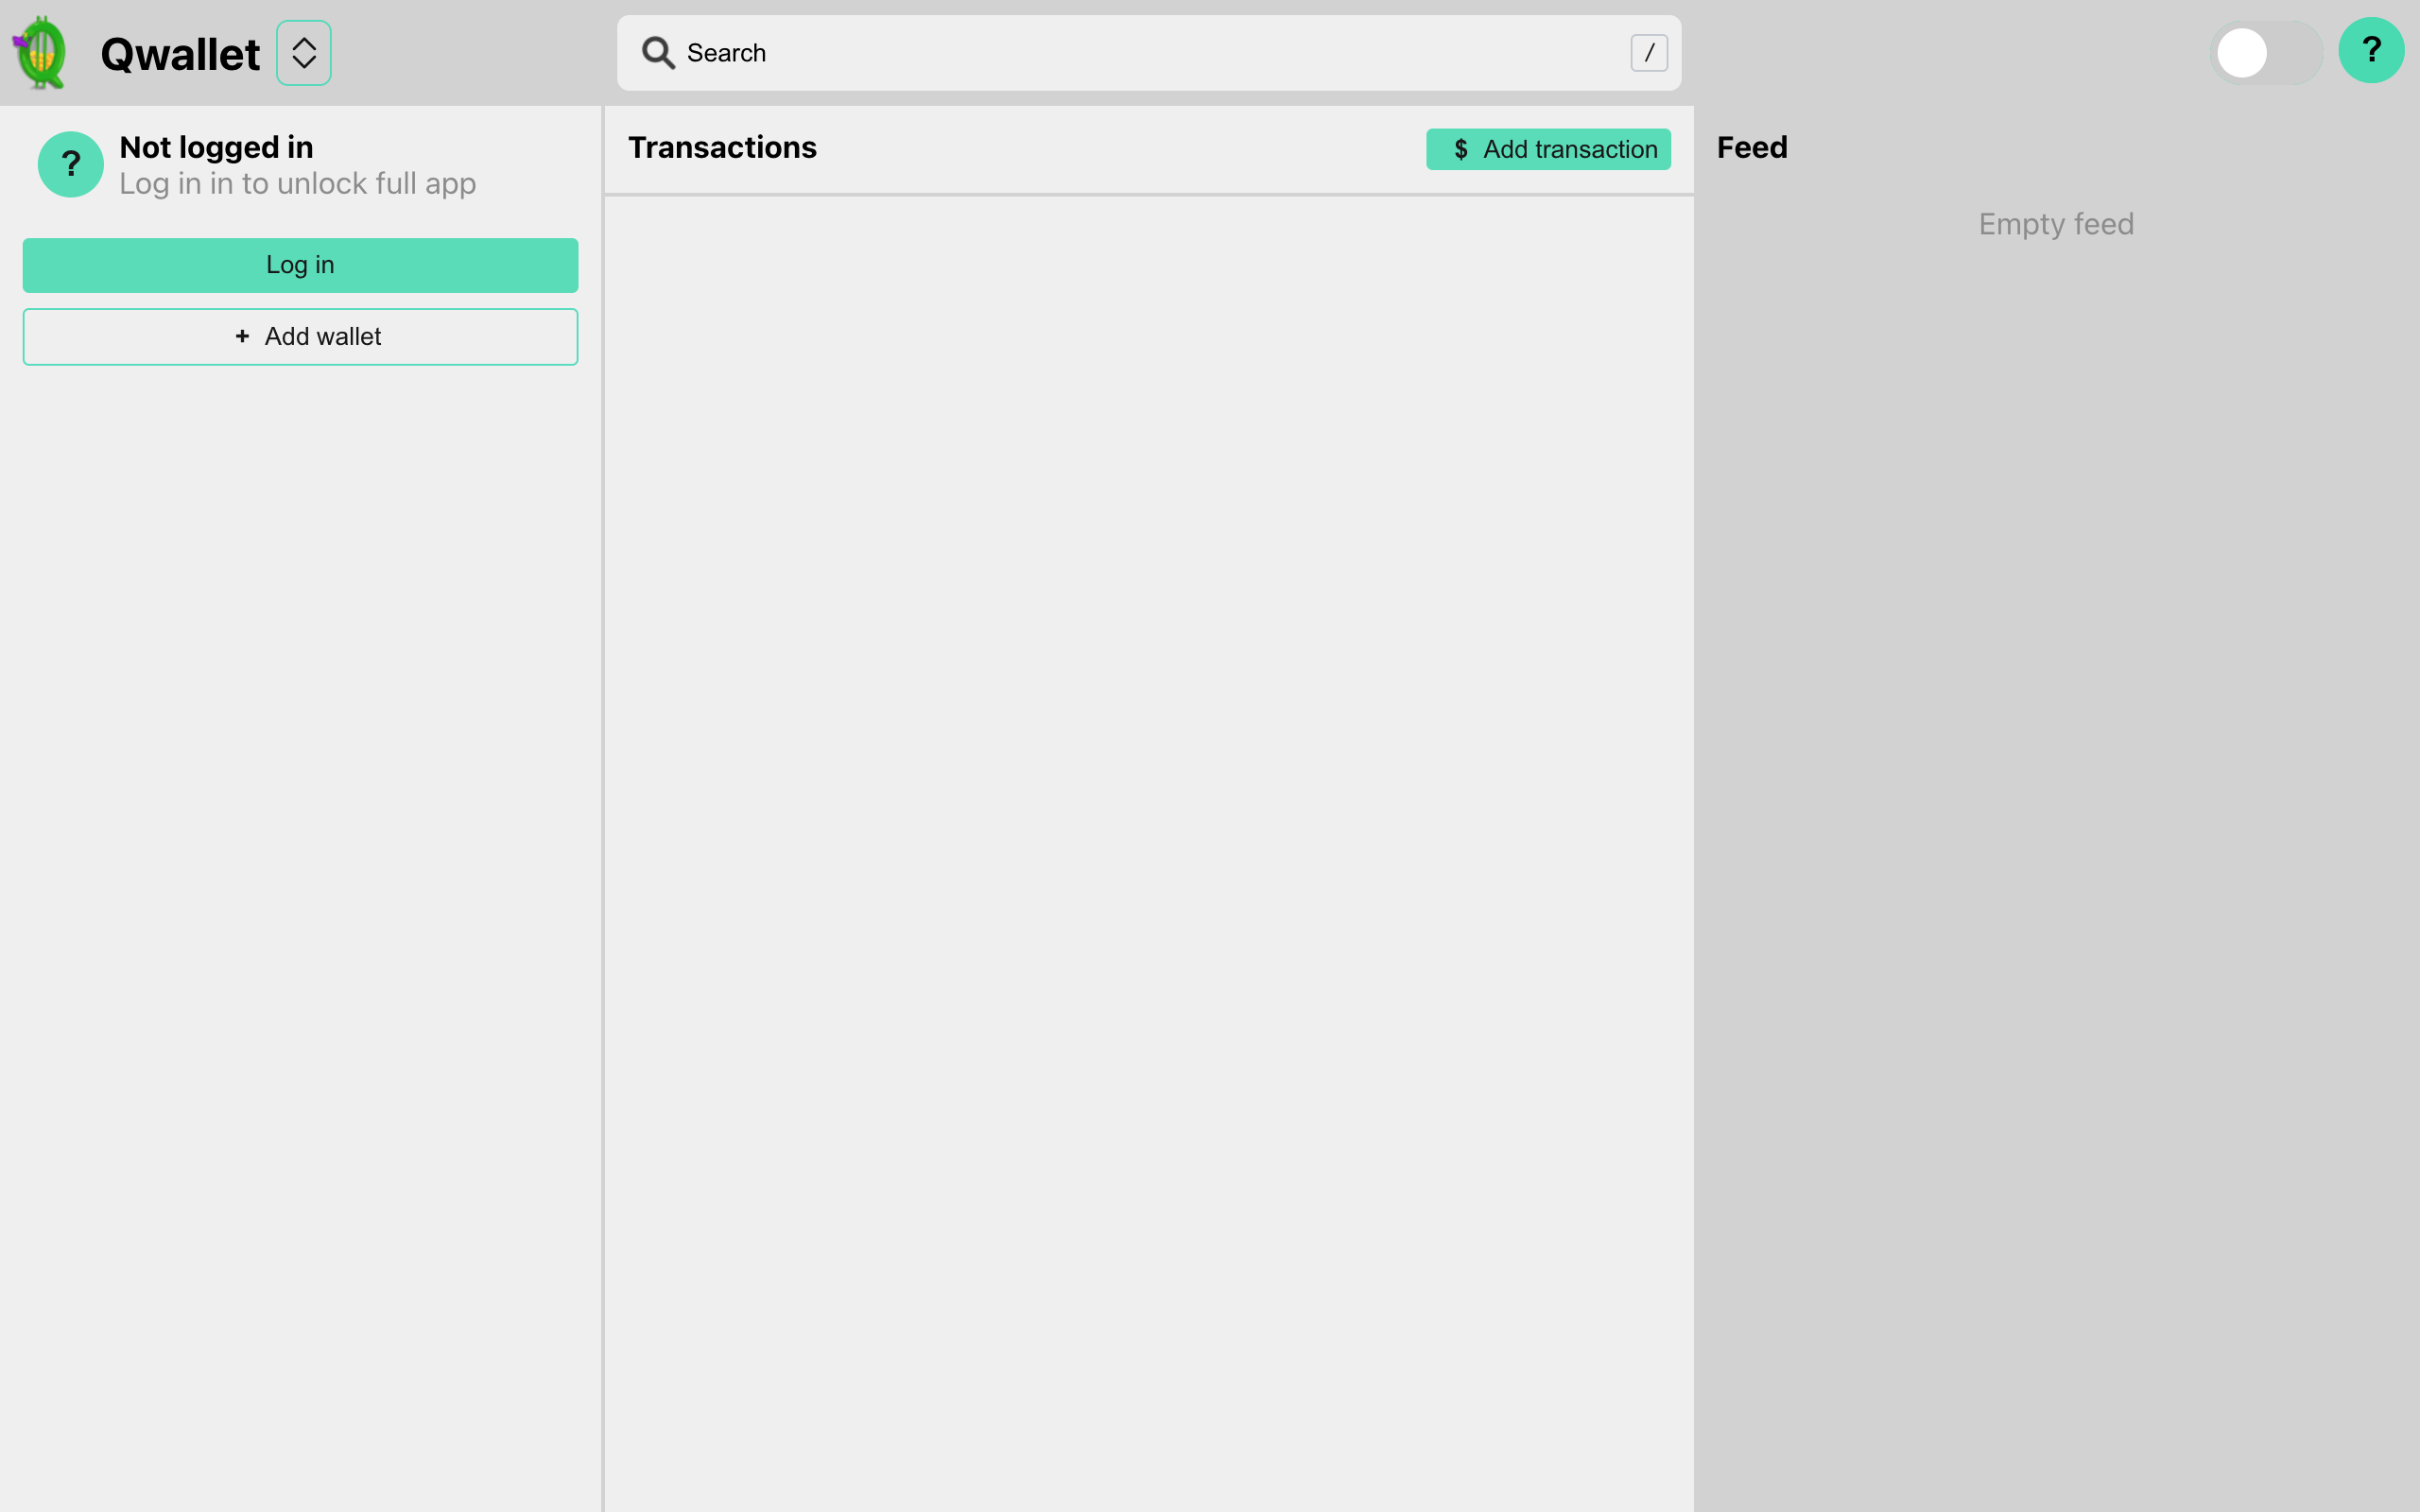 Qwallet
Search
/
?
?
Not logged in
Log in in to unlock full app
Log in
+ Add wallet
Transactions
$ Add transaction
Feed
Empty feed